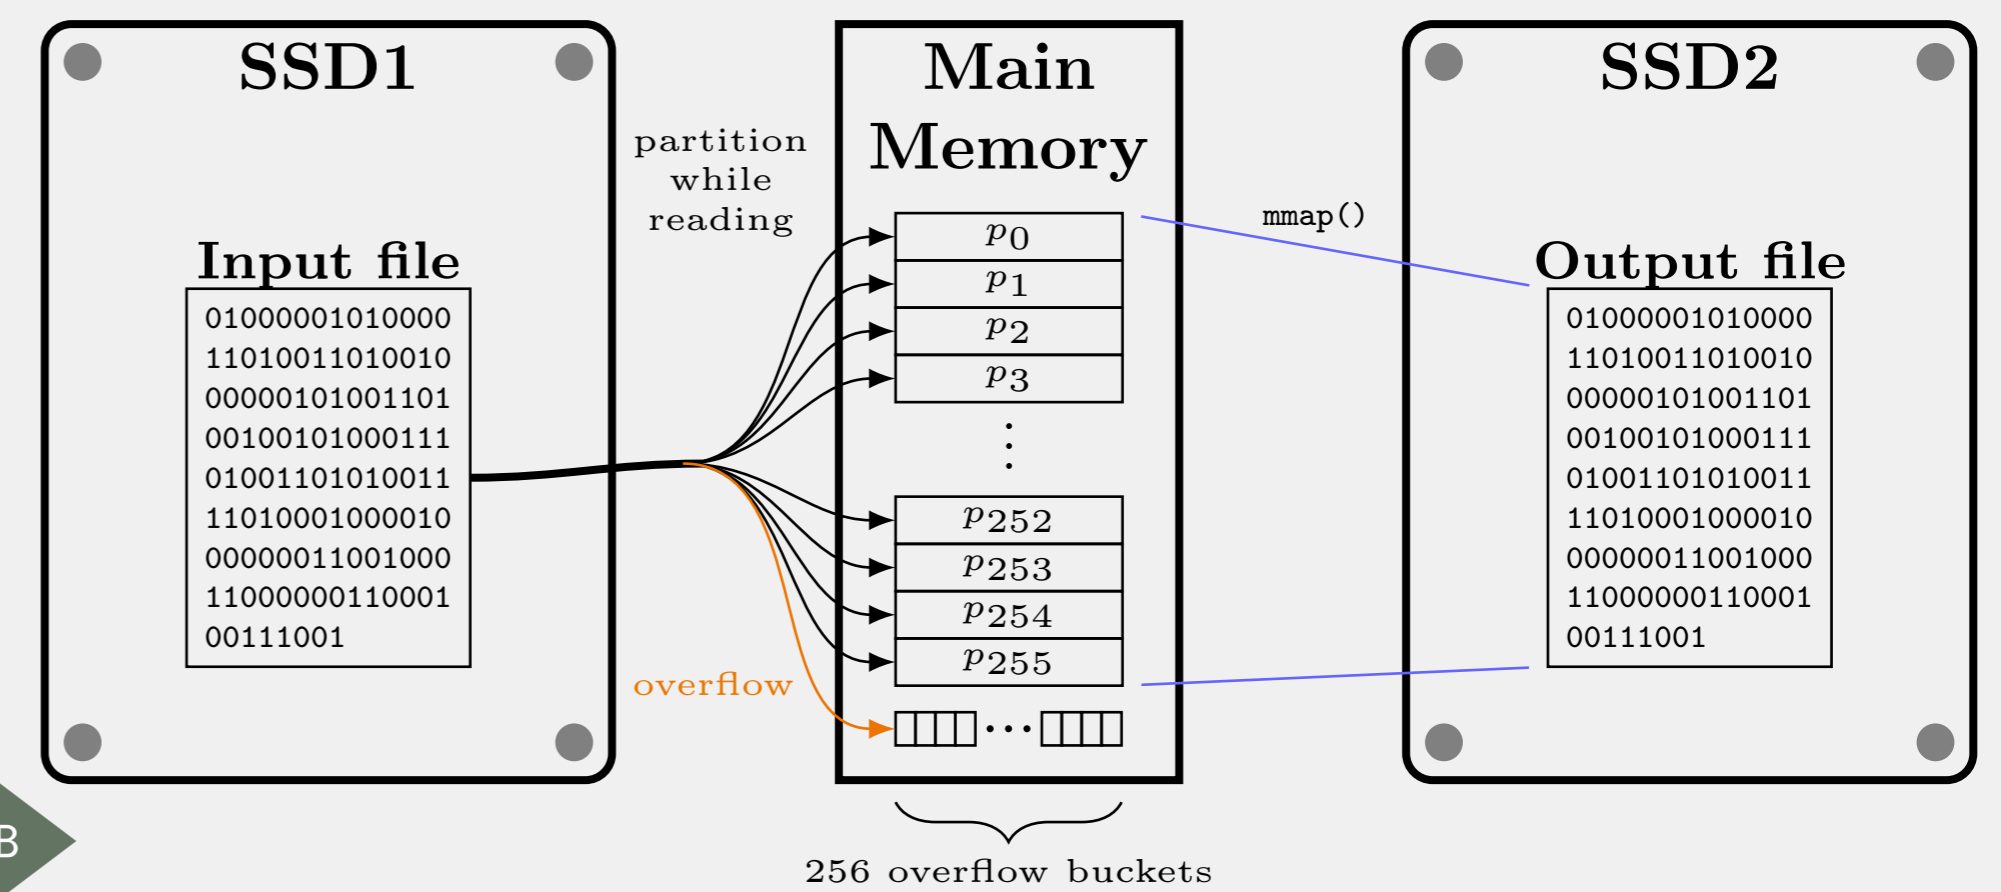 SSD1
Input file
01000001010000
11010011010010
00000101001101
00100101000111
01001101010011
11010001000010
00000011001000
11000000110001
00111001
partition
while
reading
overflow
Main
Memory
p0
p1
p2
p3
⋮
p252
p253
p254
p255
···
256 overflow buckets
mmap()
SSD2
Output file
01000001010000
11010011010010
00000101001101
00100101000111
01001101010011
11010001000010
00000011001000
11000000110001
00111001
B